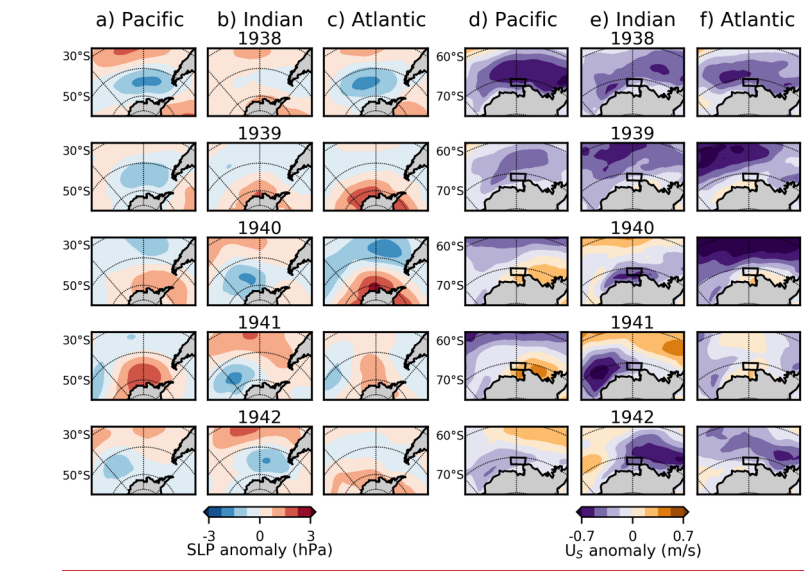 a) Pacific b) Indian c) Atlantic d) Pacific e) Indian f) Atlantic
1938 1938
30°S 60°S
50°S 70°S
1939 1939
30°S 60°S
50°S 70°S
1940 1940
30°S 60°S
50°S 70°S
1941 1941
30°S 60°S
50°S 70°S
1942 1942
30°S 60°S
50°S 70°S
-3 0 3 -0.7 0 0.7
SLP anomaly (hPa) U_S anomaly (m/s)